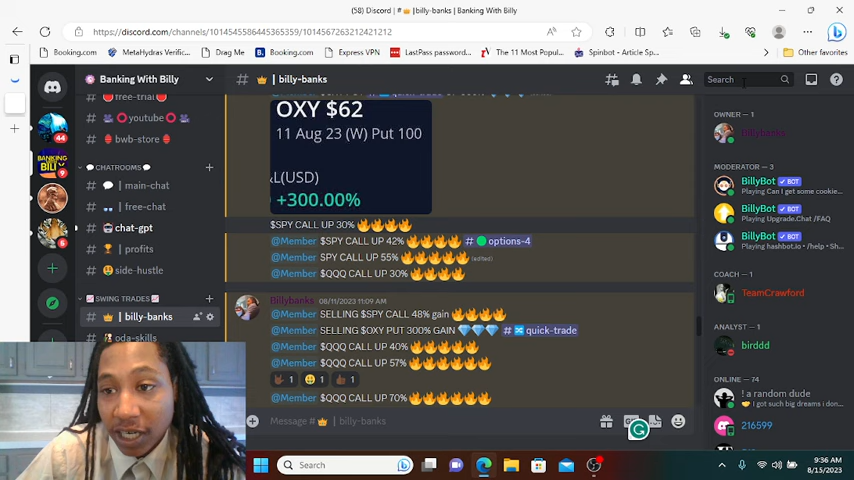 (58) Discord | # 👑 |billy-banks | Banking With Billy
https://discord.com/channels/1014545586445365359/1014567263212421212
Booking.com
MetaHydras Verific...
Drag Me
Booking.com
Express VPN
LastPass password...
The 11 Most Popula...
Spinbot - Article Sp...
Other favorites
Banking With Billy
# 👑 | billy-banks
Search
free-trial
youtube
bwb-store
CHATROOMS
| main-chat
| free-chat
chat-gpt
| profits
side-hustle
SWING TRADES
| billy-banks
oda-skills
44
9
6
OXY $62
11 Aug 23 (W) Put 100
&L(USD)
+300.00%
$SPY CALL UP 30% 🔥🔥🔥🔥
@Member $SPY CALL UP 42% 🔥🔥🔥🔥 # options-4
@Member SPY CALL UP 55% 🔥🔥🔥🔥🔥 (edited)
@Member $QQQ CALL UP 30% 🔥🔥🔥🔥
Billybanks 08/11/2023 11:09 AM
@Member SELLING $SPY CALL 48% gain 🔥🔥🔥🔥
@Member SELLING $OXY PUT 300% GAIN 💎💎💎 # quick-trade
@Member $QQQ CALL UP 40% 🔥🔥🔥🔥🔥
@Member $QQQ CALL UP 57% 🔥🔥🔥🔥🔥🔥
1 1 1
@Member $QQQ CALL UP 70% 🔥🔥🔥🔥🔥🔥
Message # 👑 | billy-banks
OWNER — 1
Billybanks
MODERATOR — 3
BillyBot BOT
Playing Can I get some cookie...
BillyBot BOT
Playing Upgrade.Chat /FAQ
BillyBot BOT
Playing hashbot.io • /help • Sh...
COACH — 1
TeamCrawford
ANALYST — 1
birddd
ONLINE — 74
! a random dude
I got such big dreams i don...
216599
Search
9:36 AM
8/15/2023